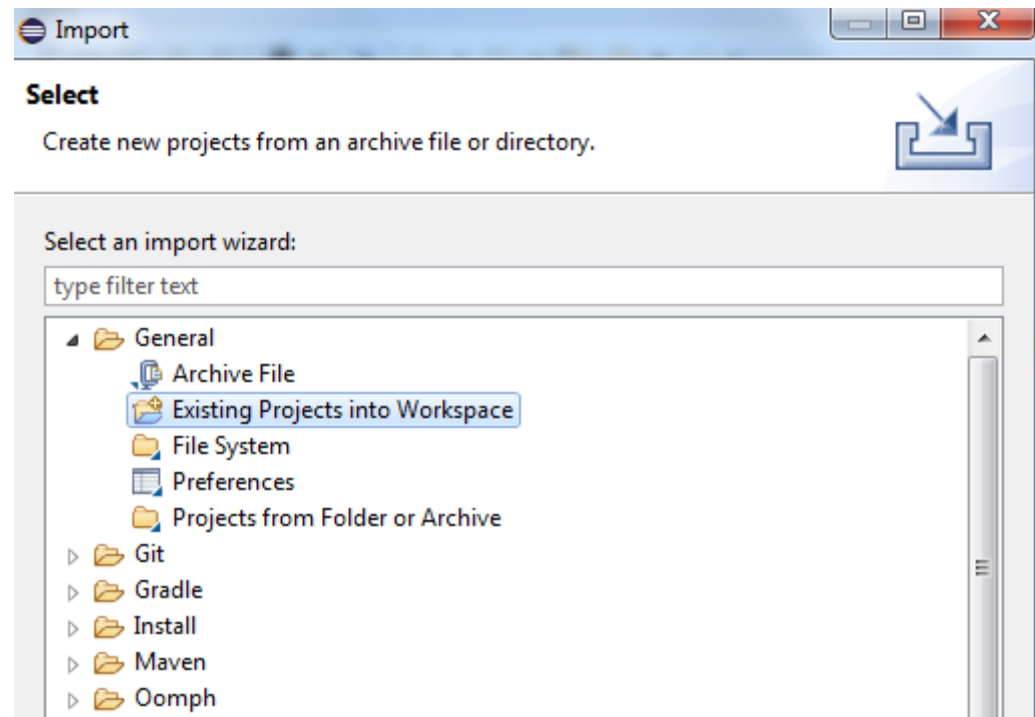 Import
Select
Create new projects from an archive file or directory.
Select an import wizard:
type filter text
General
Archive File
Existing Projects into Workspace
File System
Preferences
Projects from Folder or Archive
Git
Gradle
Install
Maven
Oomph